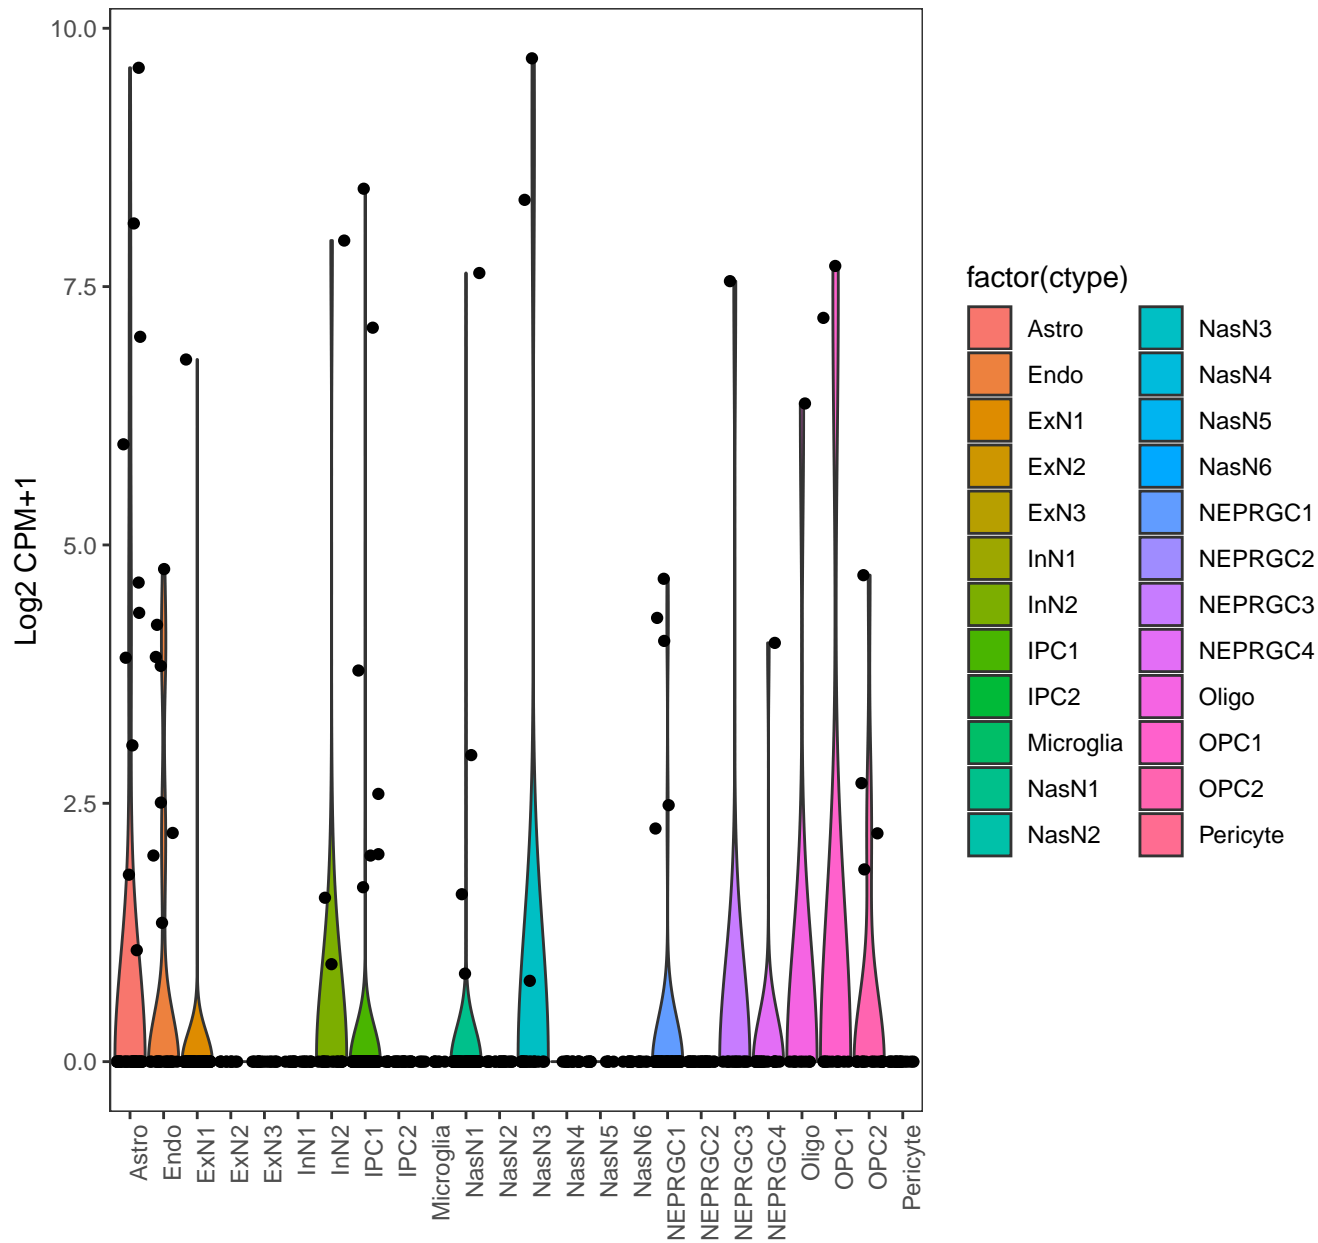 10.0
7.5
5.0
2.5
0.0
Log2 CPM+1
Astro
Endo
ExN1
ExN2
ExN3
InN1
InN2
IPC1
IPC2
Microglia
NasN1
NasN2
NasN3
NasN4
NasN5
NasN6
NEPRGC1
NEPRGC2
NEPRGC3
NEPRGC4
Oligo
OPC1
OPC2
Pericyte
factor(ctype)
Astro
Endo
ExN1
ExN2
ExN3
InN1
InN2
IPC1
IPC2
Microglia
NasN1
NasN2
NasN3
NasN4
NasN5
NasN6
NEPRGC1
NEPRGC2
NEPRGC3
NEPRGC4
Oligo
OPC1
OPC2
Pericyte